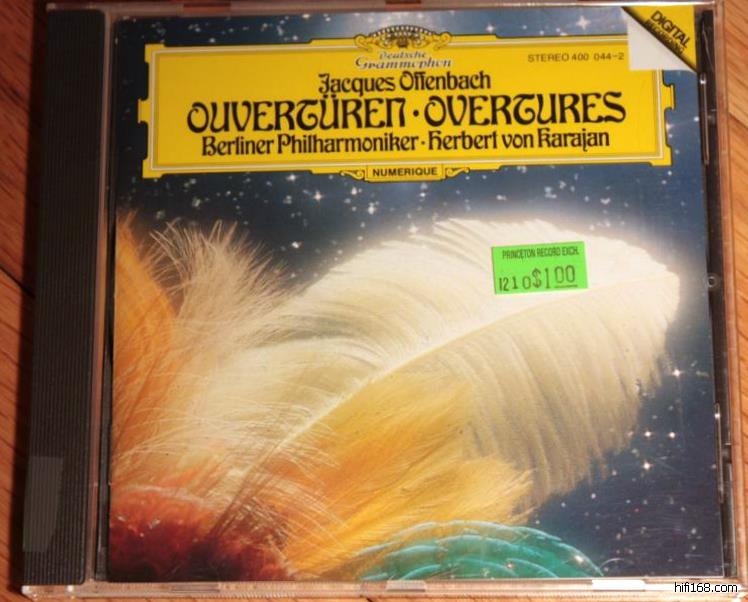 DIGITAL
Deutsche
Grammophon
STEREO 400 044-2
Jacques Offenbach
OUVERTÜREN · OVERTURES
Berliner Philharmoniker · Herbert von Karajan
NUMERIQUE
PRINCETON RECORD EXCH.
1210 $1.00
hifi168.com